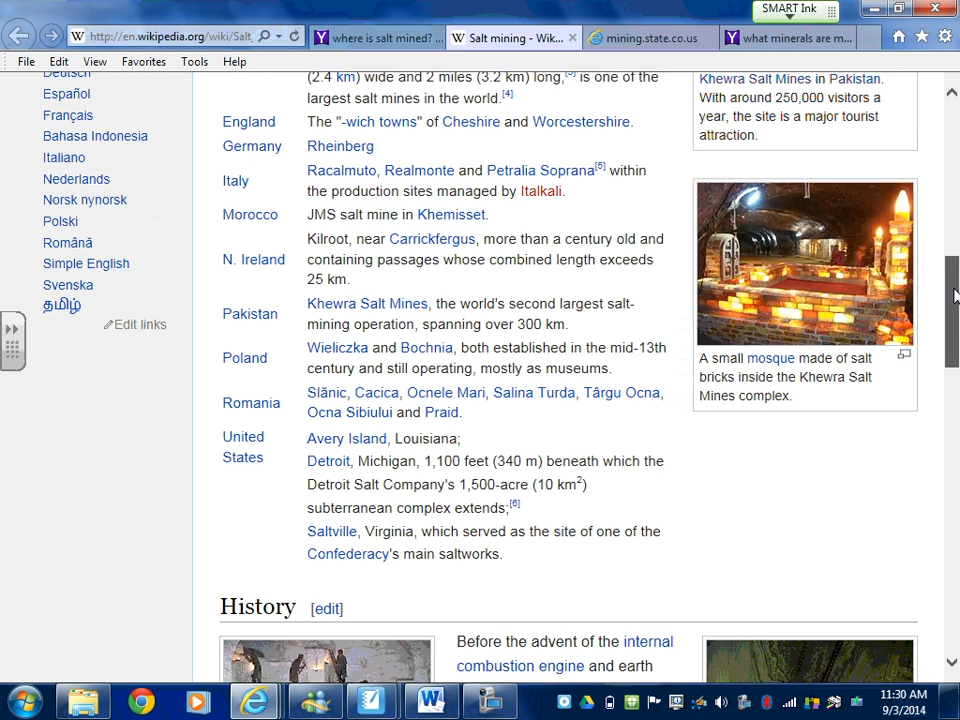 SMART Ink
http://en.wikipedia.org/wiki/Salt_
where is salt mined? ...
Salt mining - Wik...
mining.state.co.us
what minerals are m...
File Edit View Favorites Tools Help
Deutsch
Español
Français
Bahasa Indonesia
Italiano
Nederlands
Norsk nynorsk
Polski
Română
Simple English
Svenska
தமிழ்
Edit links
(2.4 km) wide and 2 miles (3.2 km) long, is one of the
largest salt mines in the world.[4]
England The "-wich towns" of Cheshire and Worcestershire.
Germany Rheinberg
Italy
Racalmuto, Realmonte and Petralia Soprana[5] within
the production sites managed by Italkali.
Morocco JMS salt mine in Khemisset.
N. Ireland
Kilroot, near Carrickfergus, more than a century old and
containing passages whose combined length exceeds
25 km.
Pakistan
Khewra Salt Mines, the world's second largest salt-
mining operation, spanning over 300 km.
Poland
Wieliczka and Bochnia, both established in the mid-13th
century and still operating, mostly as museums.
Romania
Slănic, Cacica, Ocnele Mari, Salina Turda, Târgu Ocna,
Ocna Sibiului and Praid.
United
States
Avery Island, Louisiana;
Detroit, Michigan, 1,100 feet (340 m) beneath which the
Detroit Salt Company's 1,500-acre (10 km2)
subterranean complex extends;[6]
Saltville, Virginia, which served as the site of one of the
Confederacy's main saltworks.
Khewra Salt Mines in Pakistan.
With around 250,000 visitors a
year, the site is a major tourist
attraction.
A small mosque made of salt
bricks inside the Khewra Salt
Mines complex.
History [edit]
Before the advent of the internal
combustion engine and earth
11:30 AM
9/3/2014